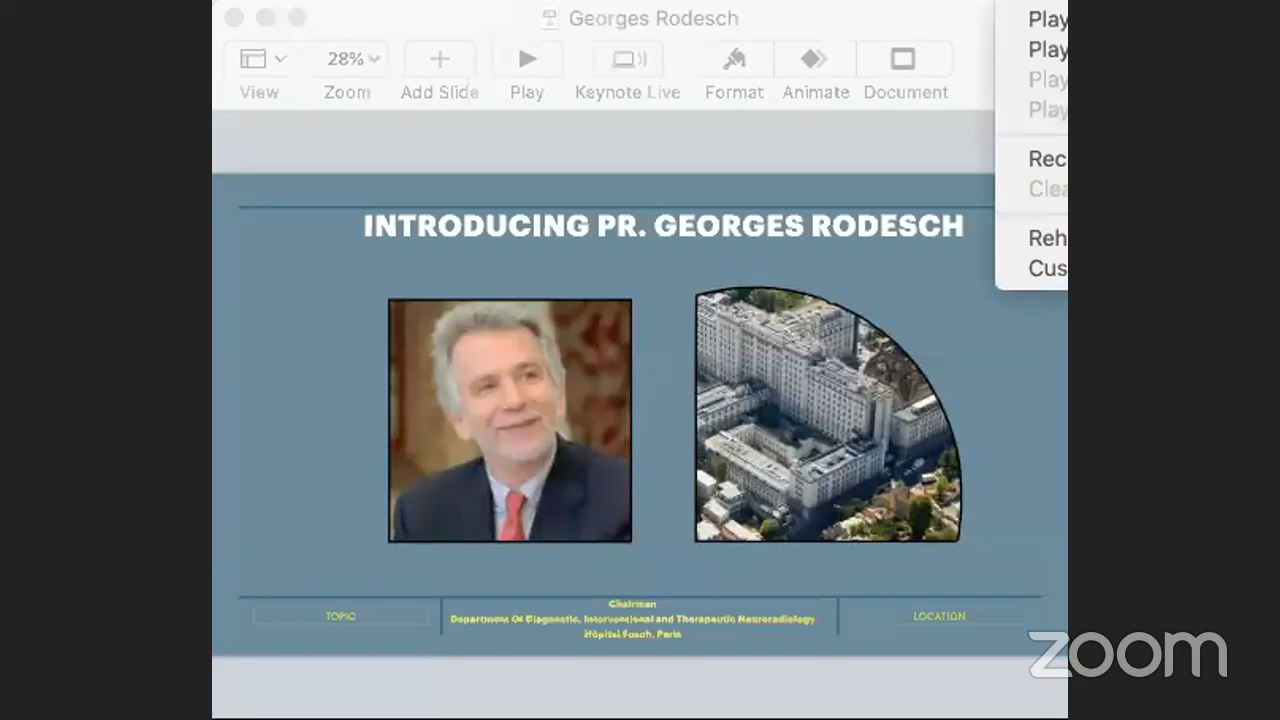 Georges Rodesch
28%
View
Zoom
Add Slide
Play
Keynote Live
Format
Animate
Document
Play
Play
Play
Play
Rec
Clea
Reh
Cus
INTRODUCING PR. GEORGES RODESCH
TOPIC
Chairman
Department Of Diagnostic, Interventional and Therapeutic Neuroradiology
Hôpital Foch, Paris
LOCATION
zoom